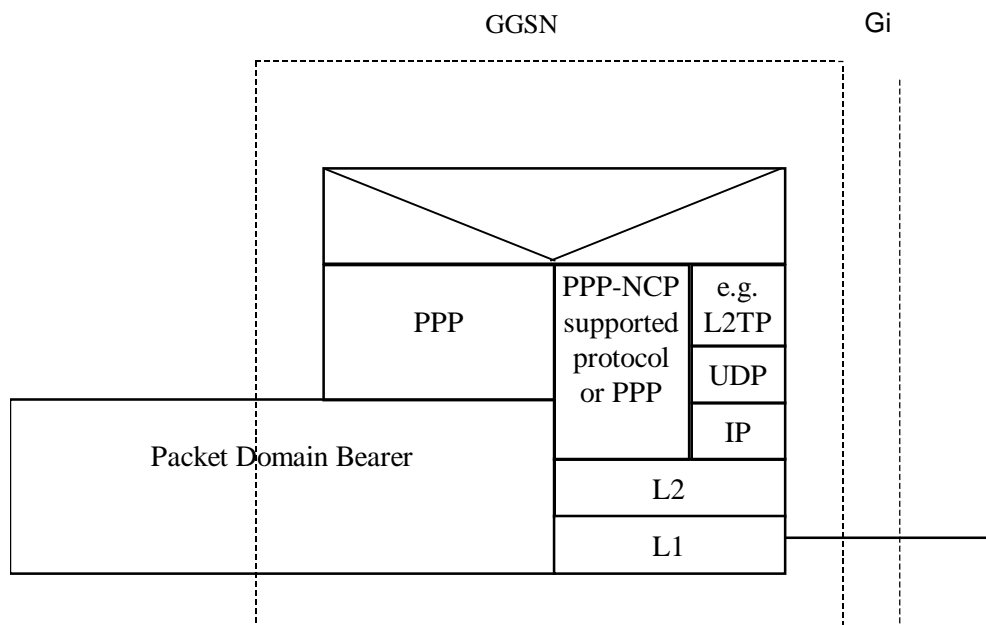 GGSN
Gi
PPP
PPP-NCP
supported
protocol
or PPP
e.g.
L2TP
UDP
IP
Packet Domain Bearer
L2
L1